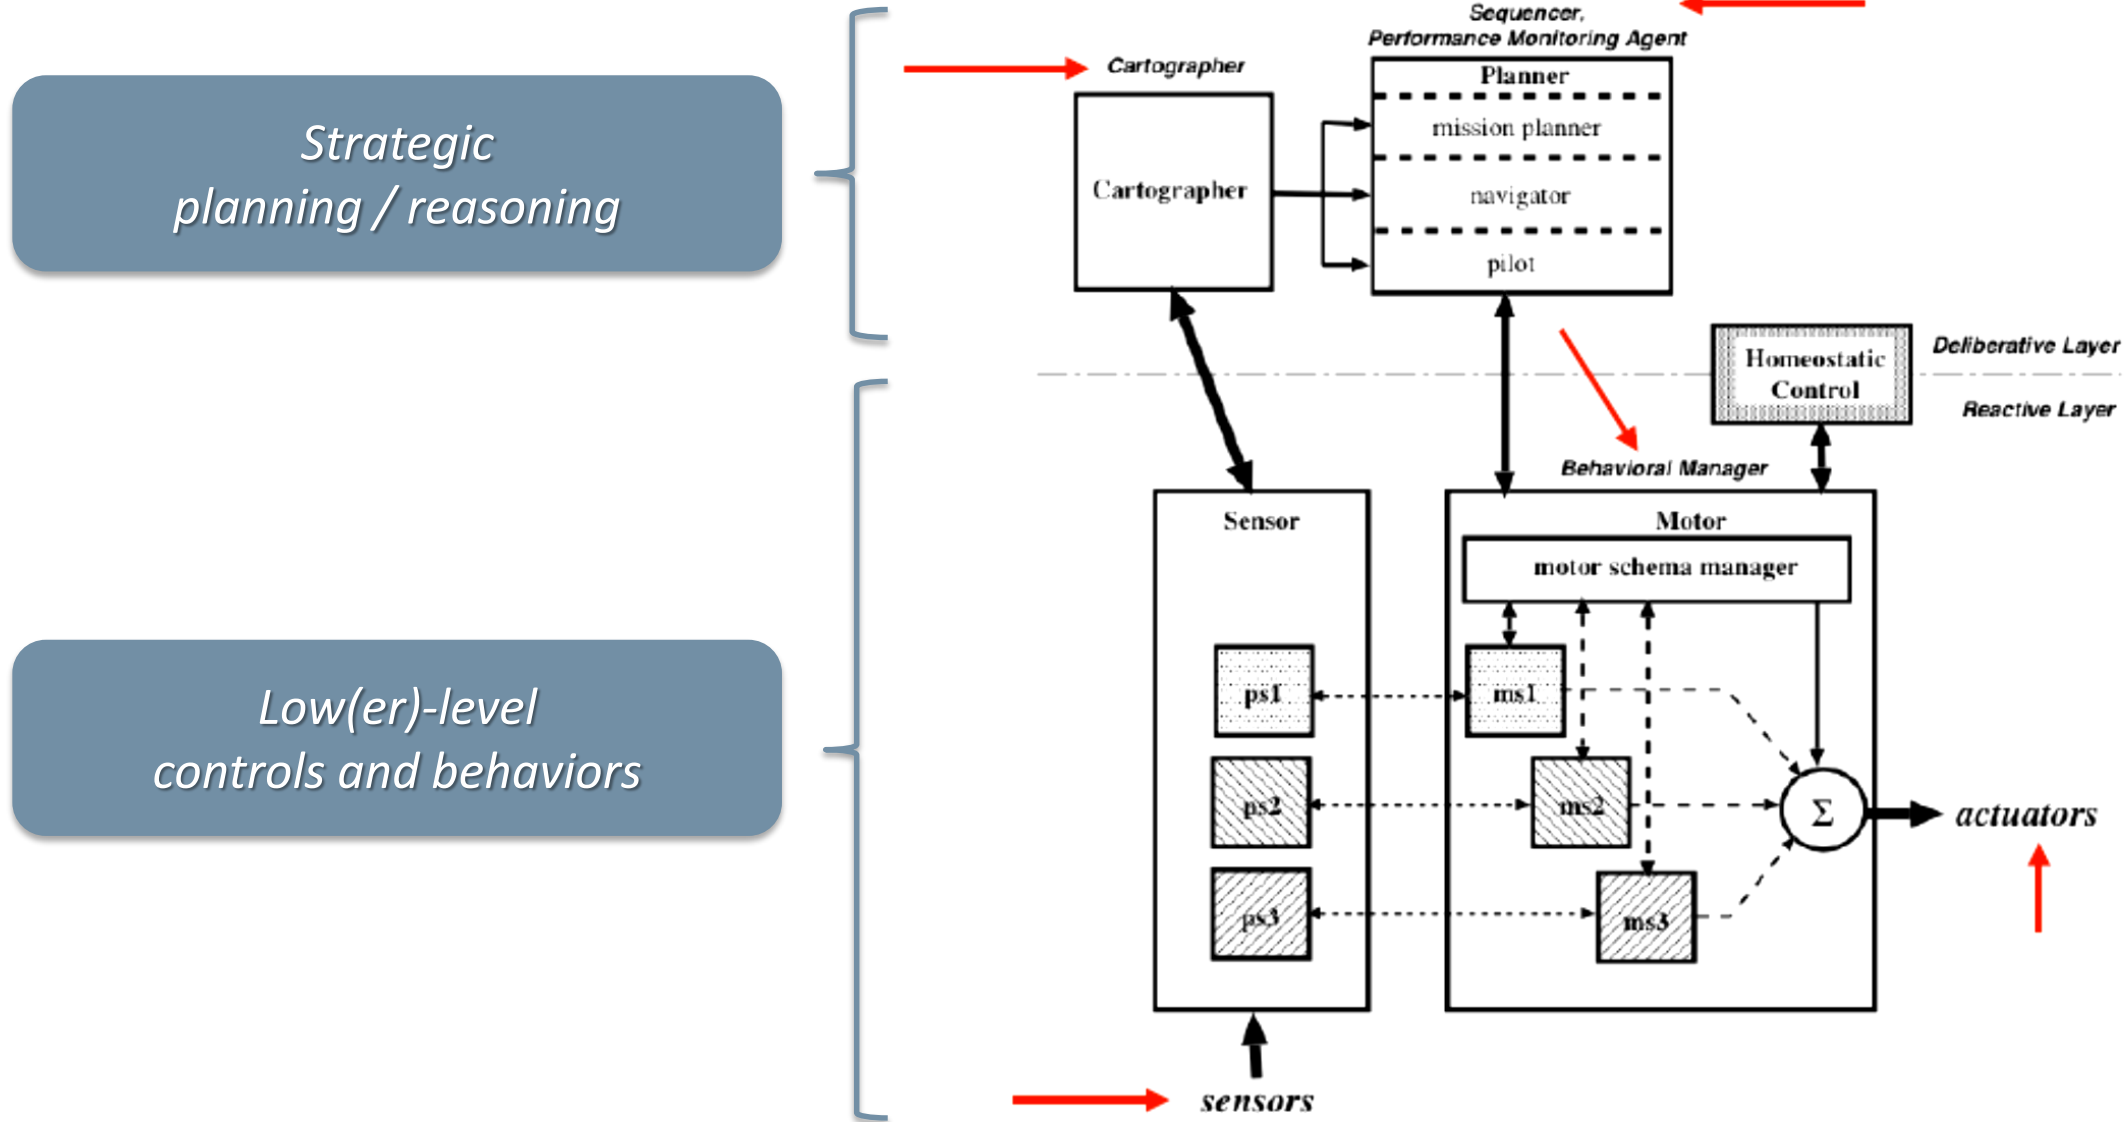 Strategic
planning / reasoning
Low(er)-level
controls and behaviors
Sequencer,
Performance Monitoring Agent
Cartographer
Planner
mission planner
Cartographer
navigator
pilot
Homeostatic
Control
Deliberative Layer
Reactive Layer
Behavioral Manager
Sensor
Motor
motor schema manager
ps1
ms1
ps2
ms2
Σ
actuators
ps3
ms3
sensors